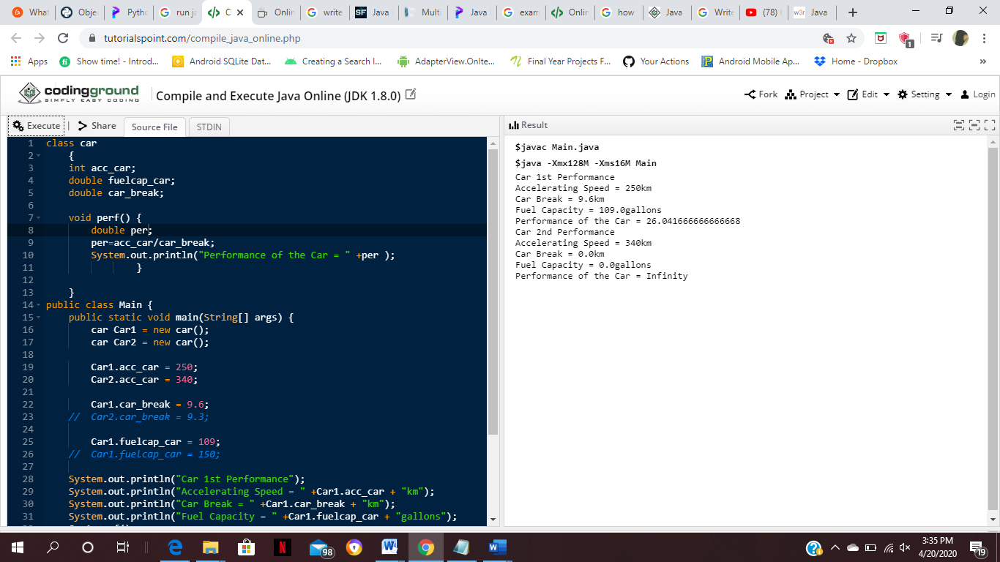 What
Obje
Pytho
run ja
C
Onlin
write
SF Java
Multi
Java
exam
Onlin
how
Java
Write
(78)
w3r Java
tutorialspoint.com/compile_java_online.php
1
Apps
Show time! - Introd...
Android SQLite Dat...
Creating a Search I...
AdapterView.OnIte...
Final Year Projects F...
Your Actions
Android Mobile Ap...
Home - Dropbox
»
codingground
SIMPLY EASY CODING
Compile and Execute Java Online (JDK 1.8.0)
Fork
Project
Edit
Setting
Login
Execute
Share
Source File
STDIN
Result
1 class car
2 {
3 int acc_car;
4 double fuelcap_car;
5 double car_break;
6
7 void perf() {
8 double per;
9 per=acc_car/car_break;
10 System.out.println("Performance of the Car = " +per );
11 }
12
13 }
14 public class Main {
15 public static void main(String[] args) {
16 car Car1 = new car();
17 car Car2 = new car();
18
19 Car1.acc_car = 250;
20 Car2.acc_car = 340;
21
22 Car1.car_break = 9.6;
23 // Car2.car_break = 9.3;
24
25 Car1.fuelcap_car = 109;
26 // Car1.fuelcap_car = 150;
27
28 System.out.println("Car 1st Performance");
29 System.out.println("Accelerating Speed = " +Car1.acc_car + "km");
30 System.out.println("Car Break = " +Car1.car_break + "km");
31 System.out.println("Fuel Capacity = " +Car1.fuelcap_car + "gallons");
$javac Main.java
$java -Xmx128M -Xms16M Main
Car 1st Performance
Accelerating Speed = 250km
Car Break = 9.6km
Fuel Capacity = 109.0gallons
Performance of the Car = 26.041666666666668
Car 2nd Performance
Accelerating Speed = 340km
Car Break = 0.0km
Fuel Capacity = 0.0gallons
Performance of the Car = Infinity
98
3:35 PM
4/20/2020
19